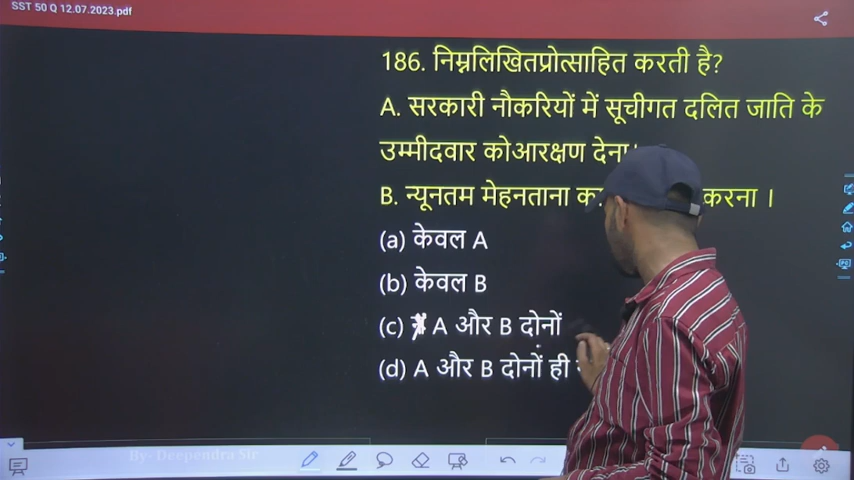 SST 50 Q 12.07.2023.pdf
186. निम्नलिखितप्रोत्साहित करती है?
A. सरकारी नौकरियों में सूचीगत दलित जाति के
उम्मीदवार कोआरक्षण देना
B. न्यूनतम मेहनताना करना ।
(a) केवल A
(b) केवल B
(c) A और B दोनों
(d) A और B दोनों ही
By- Deependra Sir